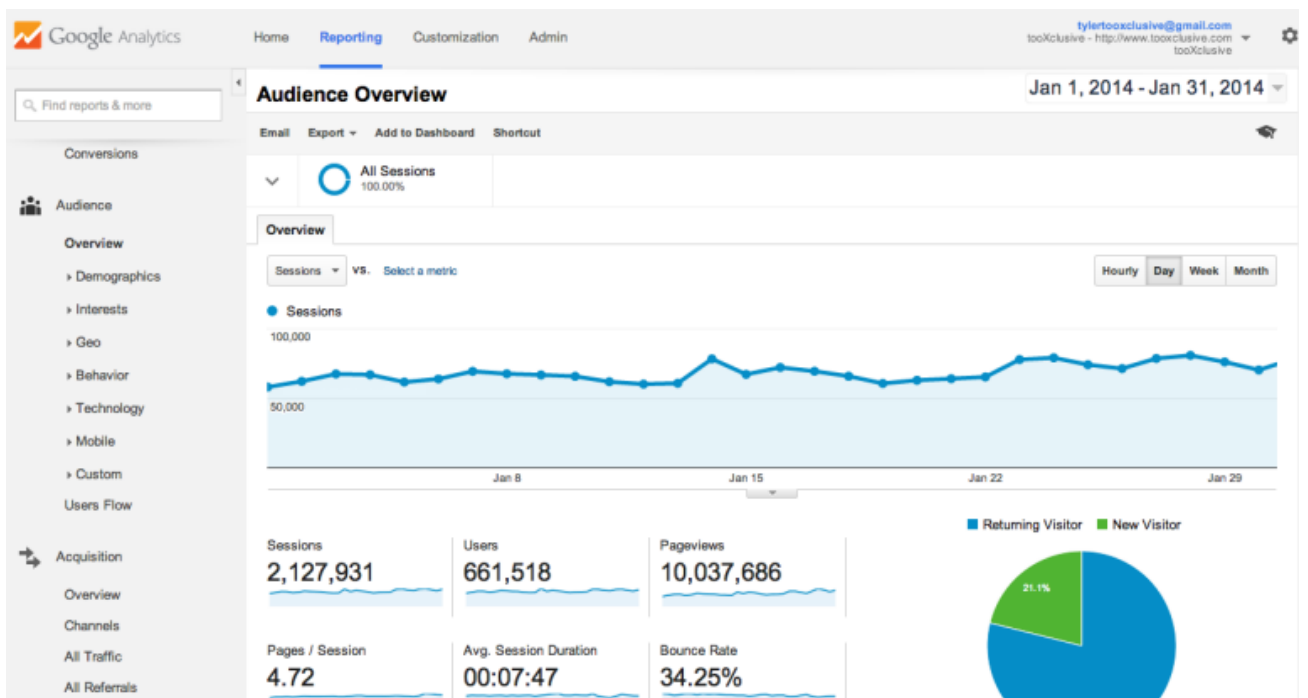 Google Analytics
Home Reporting Customization Admin
tylertooxclusive@gmail.com
tooXclusive - http://www.tooxclusive.com
tooXclusive
Find reports & more
Conversions
Audience
Overview
Demographics
Interests
Geo
Behavior
Technology
Mobile
Custom
Users Flow
Acquisition
Overview
Channels
All Traffic
All Referrals
Audience Overview
Jan 1, 2014 - Jan 31, 2014
Email Export Add to Dashboard Shortcut
All Sessions
100.00%
Overview
Sessions VS. Select a metric
Hourly Day Week Month
Sessions
100,000
50,000
Jan 8 Jan 15 Jan 22 Jan 29
Returning Visitor New Visitor
Sessions Users Pageviews
2,127,931 661,518 10,037,686
21.1%
Pages / Session Avg. Session Duration Bounce Rate
4.72 00:07:47 34.25%